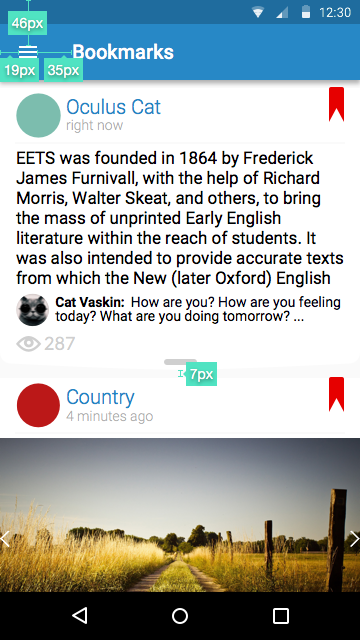 46px
12:30
Bookmarks
19px
35px
Oculus Cat
right now
EETS was founded in 1864 by Frederick
James Furnivall, with the help of Richard
Morris, Walter Skeat, and others, to bring
the mass of unprinted Early English
literature within the reach of students. It
was also intended to provide accurate texts
from which the New (later Oxford) English
Cat Vaskin: How are you? How are you feeling
today? What are you doing tomorrow? ...
287
7px
Country
4 minutes ago